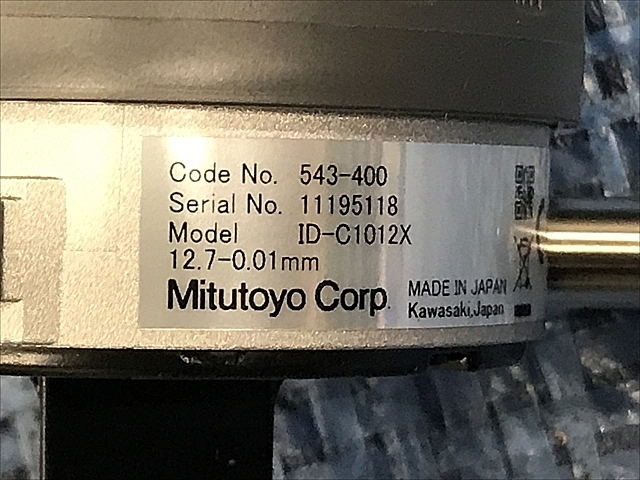 Code No. 543-400
Serial No. 11195118
Model ID-C1012X
12.7-0.01mm
Mitutoyo Corp.
MADE IN JAPAN
Kawasaki,Japan